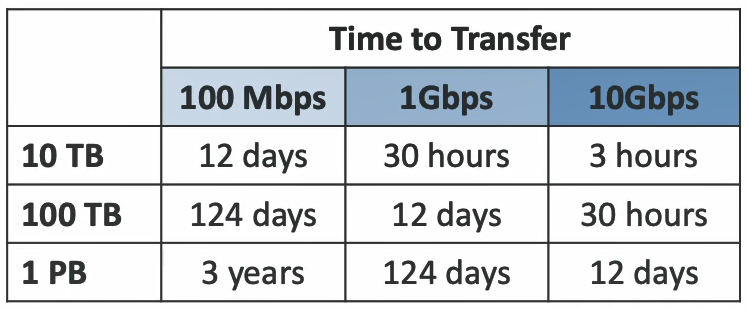 Time to Transfer
100 Mbps 1Gbps 10Gbps
10 TB 12 days 30 hours 3 hours
100 TB 124 days 12 days 30 hours
1 PB 3 years 124 days 12 days